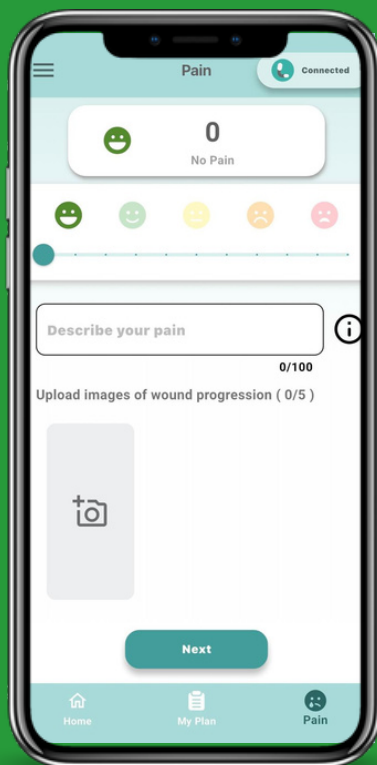 Pain
Connected
0
No Pain
Describe your pain
0/100
Upload images of wound progression ( 0/5 )
Next
Home
My Plan
Pain